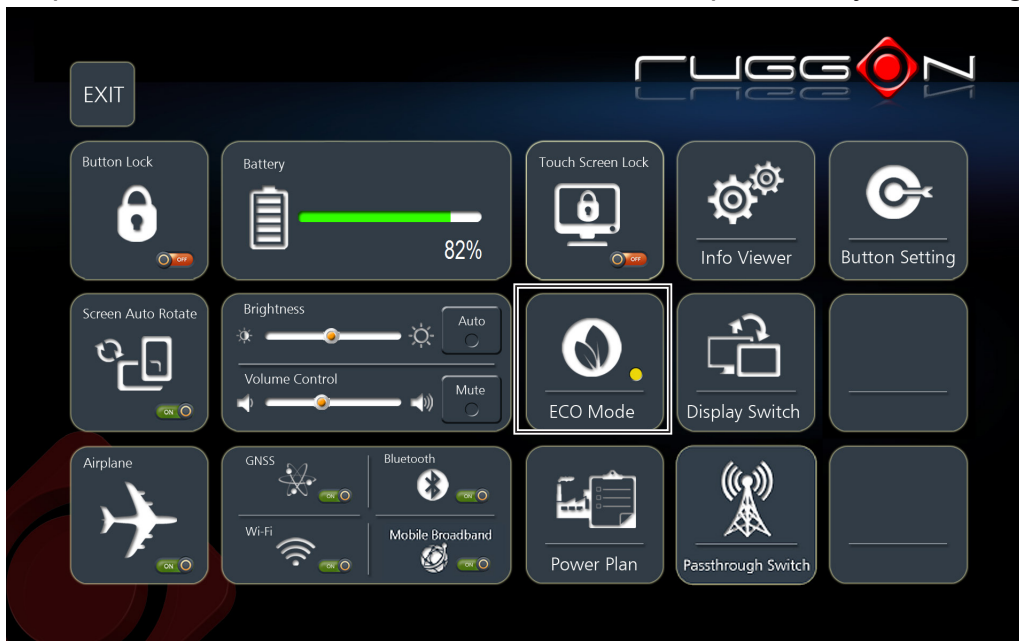 RUGGON
EXIT
Button Lock
OFF
Battery
82%
Touch Screen Lock
OFF
Info Viewer
Button Setting
Screen Auto Rotate
ON
Brightness
Auto
Volume Control
Mute
ECO Mode
Display Switch
Airplane
ON
GNSS
ON
Bluetooth
ON
Wi-Fi
ON
Mobile Broadband
ON
Power Plan
Passthrough Switch